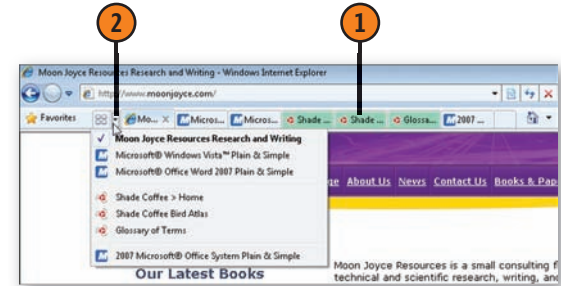 2
1
Moon Joyce Resources Research and Writing - Windows Internet Explorer
http://www.moonjoyce.com/
Favorites Mo... Micros... Micros... Shade ... Shade ... Glossa... 2007 ...
Moon Joyce Resources Research and Writing
Microsoft® Windows Vista™ Plain & Simple
Microsoft® Office Word 2007 Plain & Simple
Shade Coffee > Home
Shade Coffee Bird Atlas
Glossary of Terms
2007 Microsoft® Office System Plain & Simple
ge About Us News Contact Us Books & Pap
Our Latest Books
Moon Joyce Resources is a small consulting f
technical and scientific research, writing, and